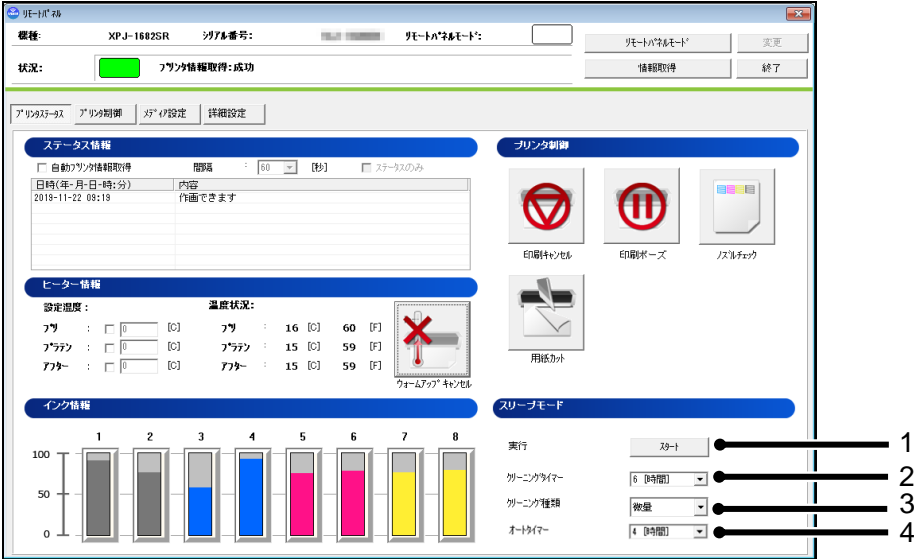 リモートパネル
機種: XPJ-1682SR シリアル番号: リモートパネルモード:
リモートパネルモード 変更
状況: プリンタ情報取得:成功
情報取得 終了
プリンタステータス プリンタ制御 メディア設定 詳細設定
ステータス情報
自動プリンタ情報取得 間隔 : 60 [秒] ステータスのみ
日時(年-月-日-時:分) 内容
2019-11-22 09:19 作画できます
ヒーター情報
設定温度: 温度状況:
プリ : 0 [C] プリ : 16 [C] 60 [F]
プラテン : 0 [C] プラテン : 15 [C] 59 [F]
アフター : 0 [C] アフター : 15 [C] 59 [F]
ウォームアップ キャンセル
インク情報
1 2 3 4 5 6 7 8
100
50
0
プリンタ制御
印刷キャンセル 印刷ポーズ ノズルチェック
用紙カット
スリープモード
実行 スタート 1
クリーニングタイマー 6 [時間] 2
クリーニング種類 微量 3
オートタイマー 4 [時間] 4